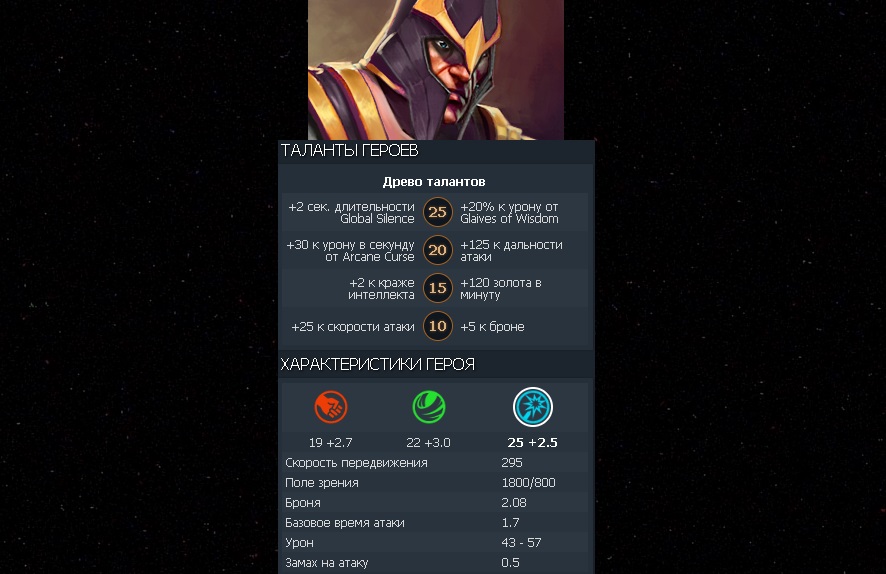 ТАЛАНТЫ ГЕРОЕВ
Древо талантов
+2 сек. длительности
Global Silence
25
+20% к урону от
Glaives of Wisdom
+30 к урону в секунду
от Arcane Curse
20
+125 к дальности
атаки
+2 к краже
интеллекта
15
+120 золота в
минуту
+25 к скорости атаки
10
+5 к броне
ХАРАКТЕРИСТИКИ ГЕРОЯ
19 +2.7
22 +3.0
25 +2.5
Скорость передвижения 295
Поле зрения 1800/800
Броня 2.08
Базовое время атаки 1.7
Урон 43 - 57
Замах на атаку 0.5